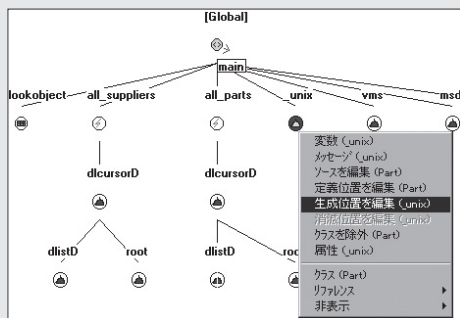 [Global]
main
lookobject all_suppliers all_parts _unix vms msd
変数 (_unix)
メッセージ (_unix)
ソースを編集 (Part)
定義位置を編集 (Part)
生成位置を編集 (_unix)
消滅位置を編集 (_unix)
クラスを除外 (Part)
属性 (_unix)
クラス (Part)
リファレンス
非表示
dlcursorD dlcursorD
dlistD root dlistD roo